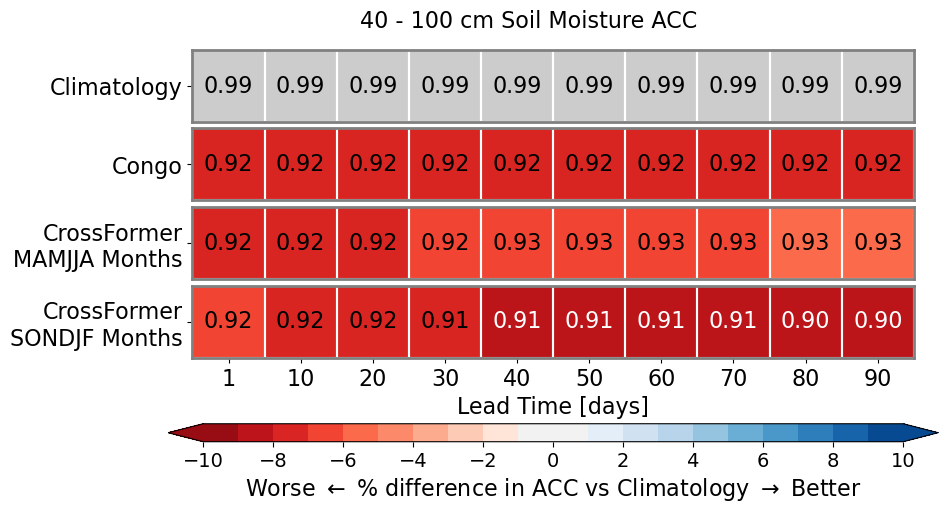 40 - 100 cm Soil Moisture ACC
Climatology 0.99 0.99 0.99 0.99 0.99 0.99 0.99 0.99 0.99 0.99
Congo 0.92 0.92 0.92 0.92 0.92 0.92 0.92 0.92 0.92 0.92
CrossFormer
MAMJJA Months 0.92 0.92 0.92 0.92 0.93 0.93 0.93 0.93 0.93 0.93
CrossFormer
SONDJF Months 0.92 0.92 0.92 0.91 0.91 0.91 0.91 0.91 0.90 0.90
1 10 20 30 40 50 60 70 80 90
Lead Time [days]
−10 −8 −6 −4 −2 0 2 4 6 8 10
Worse ← % difference in ACC vs Climatology → Better